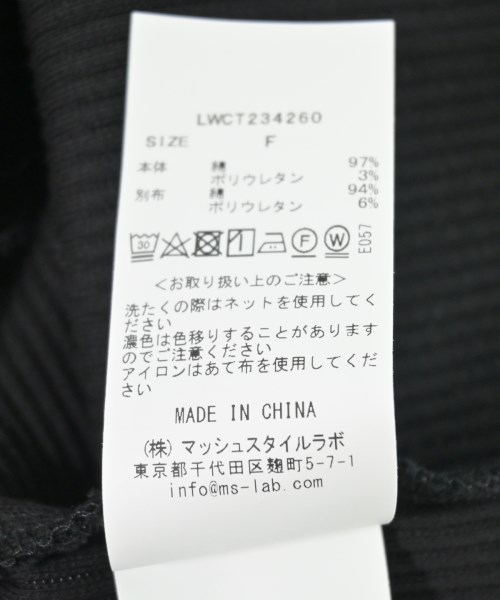 LWCT234260
SIZE F
本体 綿 97%
ポリウレタン 3%
別布 綿 94%
ポリウレタン 6%
30 F W E057
<お取り扱い上のご注意>
洗たくの際はネットを使用してく
ださい
濃色は色移りすることがあります
のでご注意ください
アイロンはあて布を使用してくだ
さい
MADE IN CHINA
(株) マッシュスタイルラボ
東京都千代田区麹町5-7-1
info@ms-lab.com